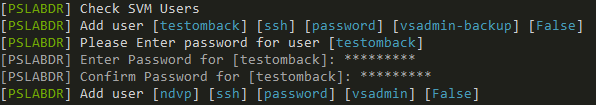 [PSLABDR] Check SVM Users
[PSLABDR] Add user [testomback] [ssh] [password] [vsadmin-backup] [False]
[PSLABDR] Please Enter password for user [testomback]
[PSLABDR] Enter Password for [testomback]: *********
[PSLABDR] Confirm Password for [testomback]: *********
[PSLABDR] Add user [ndvp] [ssh] [password] [vsadmin] [False]